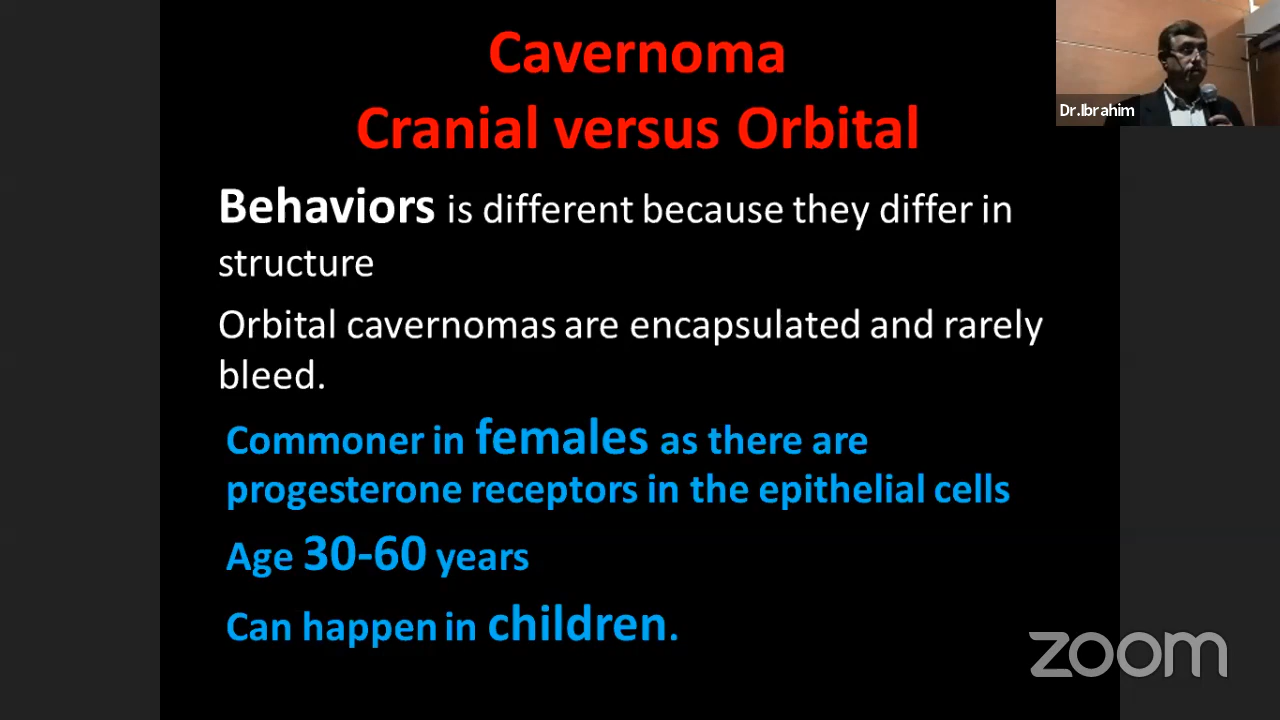 Cavernoma
Cranial versus Orbital
Dr.Ibrahim
Behaviors is different because they differ in
structure
Orbital cavernomas are encapsulated and rarely
bleed.
Commoner in females as there are
progesterone receptors in the epithelial cells
Age 30-60 years
Can happen in children.
zoom